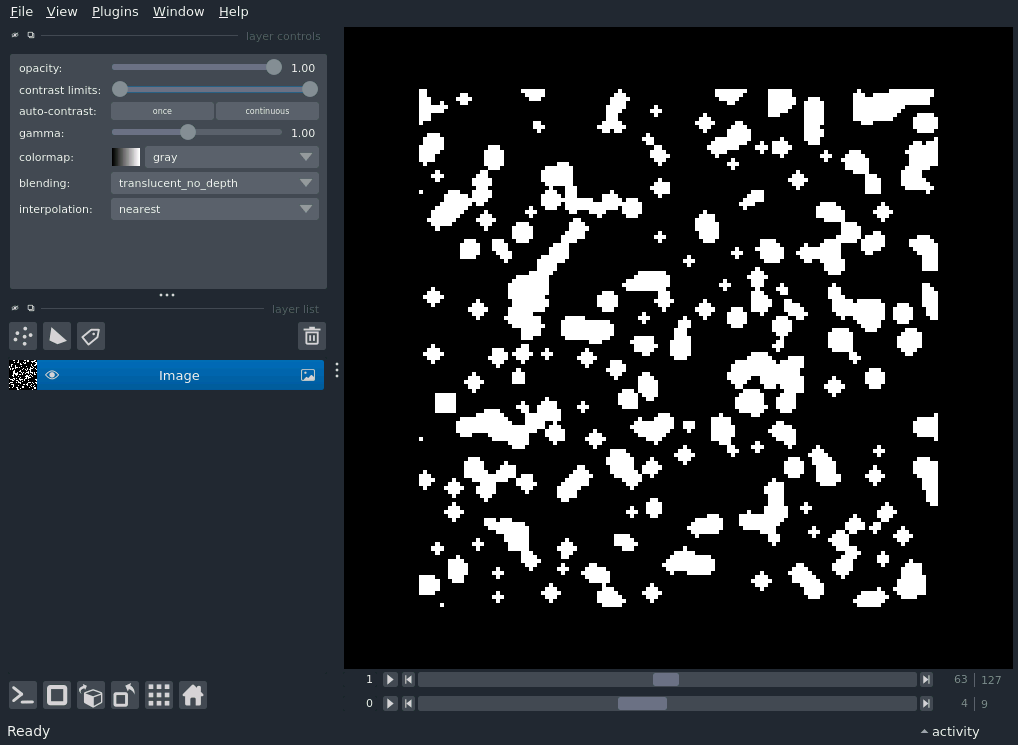 File View Plugins Window Help
layer controls
opacity: 1.00
contrast limits:
auto-contrast: once continuous
gamma: 1.00
colormap: gray
blending: translucent_no_depth
interpolation: nearest
layer list
Image
1 63 127
0 4 9
Ready activity